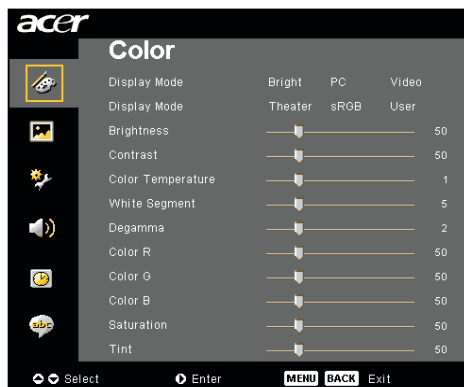 acer
Color
Display Mode Bright PC Video
Display Mode Theater sRGB User
Brightness 50
Contrast 50
Color Temperature 1
White Segment 5
Degamma 2
Color R 50
Color G 50
Color B 50
Saturation 50
Tint 50
abc
Select Enter MENU BACK Exit